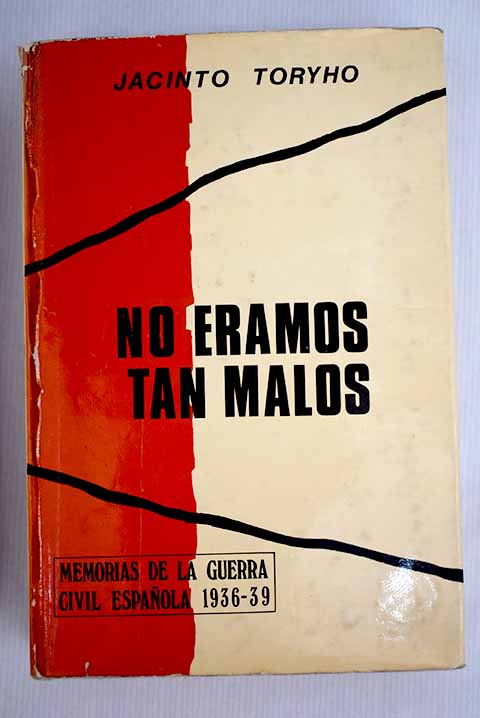 JACINTO TORYHO
NO ERAMOS
TAN MALOS
MEMORIAS DE LA GUERRA
CIVIL ESPAÑOLA 1936-39